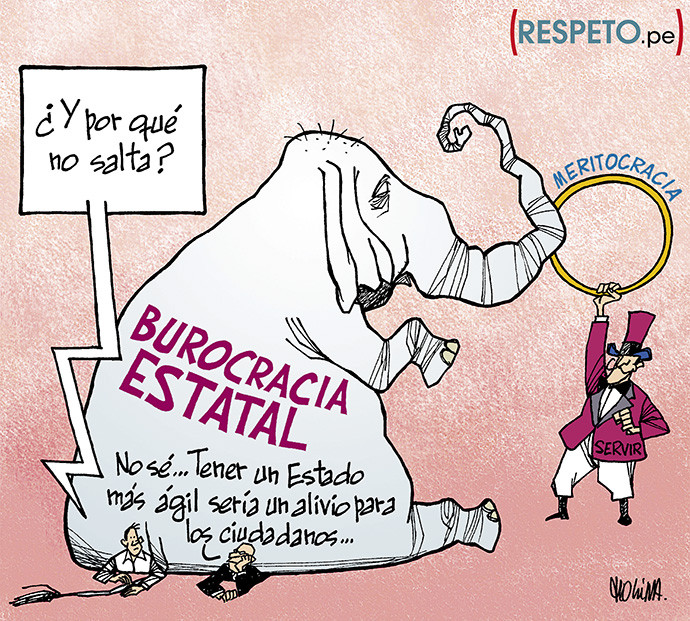 (RESPETO.pe)
¿Y por qué
no salta?
MERITOCRACIA
BUROCRACIA
ESTATAL
SERVIR
No sé... Tener un Estado
más ágil sería un alivio para
los ciudadanos...
MOLINA.